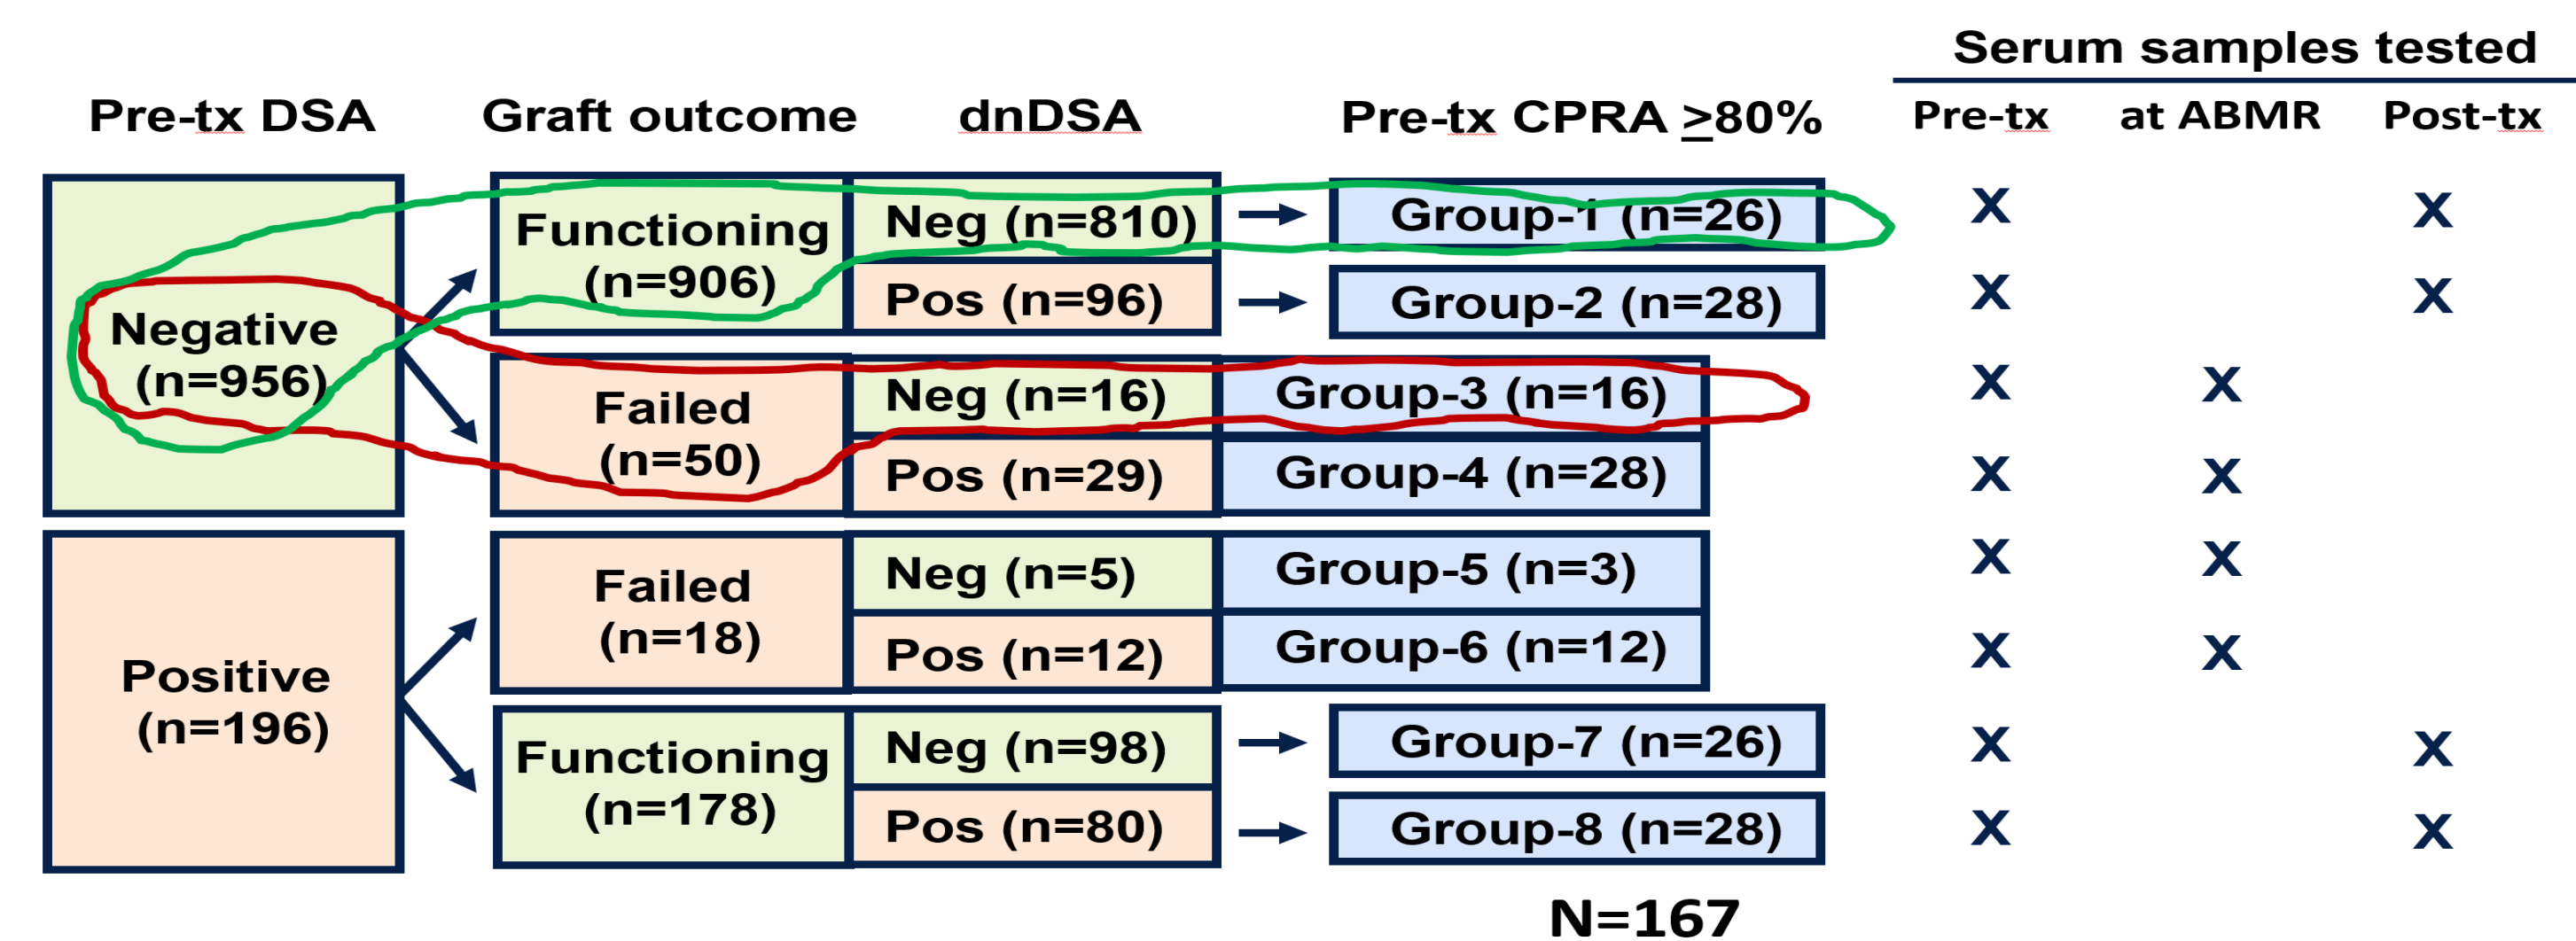 Serum samples tested
Pre-tx DSA Graft outcome dnDSA Pre-tx CPRA ≥80% Pre-tx at ABMR Post-tx
Negative
(n=956)
Functioning
(n=906)
Neg (n=810) Group-1 (n=26) X X
Pos (n=96) Group-2 (n=28) X X
Failed
(n=50)
Neg (n=16) Group-3 (n=16) X X
Pos (n=29) Group-4 (n=28) X X
Positive
(n=196)
Failed
(n=18)
Neg (n=5) Group-5 (n=3) X X
Pos (n=12) Group-6 (n=12) X X
Functioning
(n=178)
Neg (n=98) Group-7 (n=26) X X
Pos (n=80) Group-8 (n=28) X X
N=167